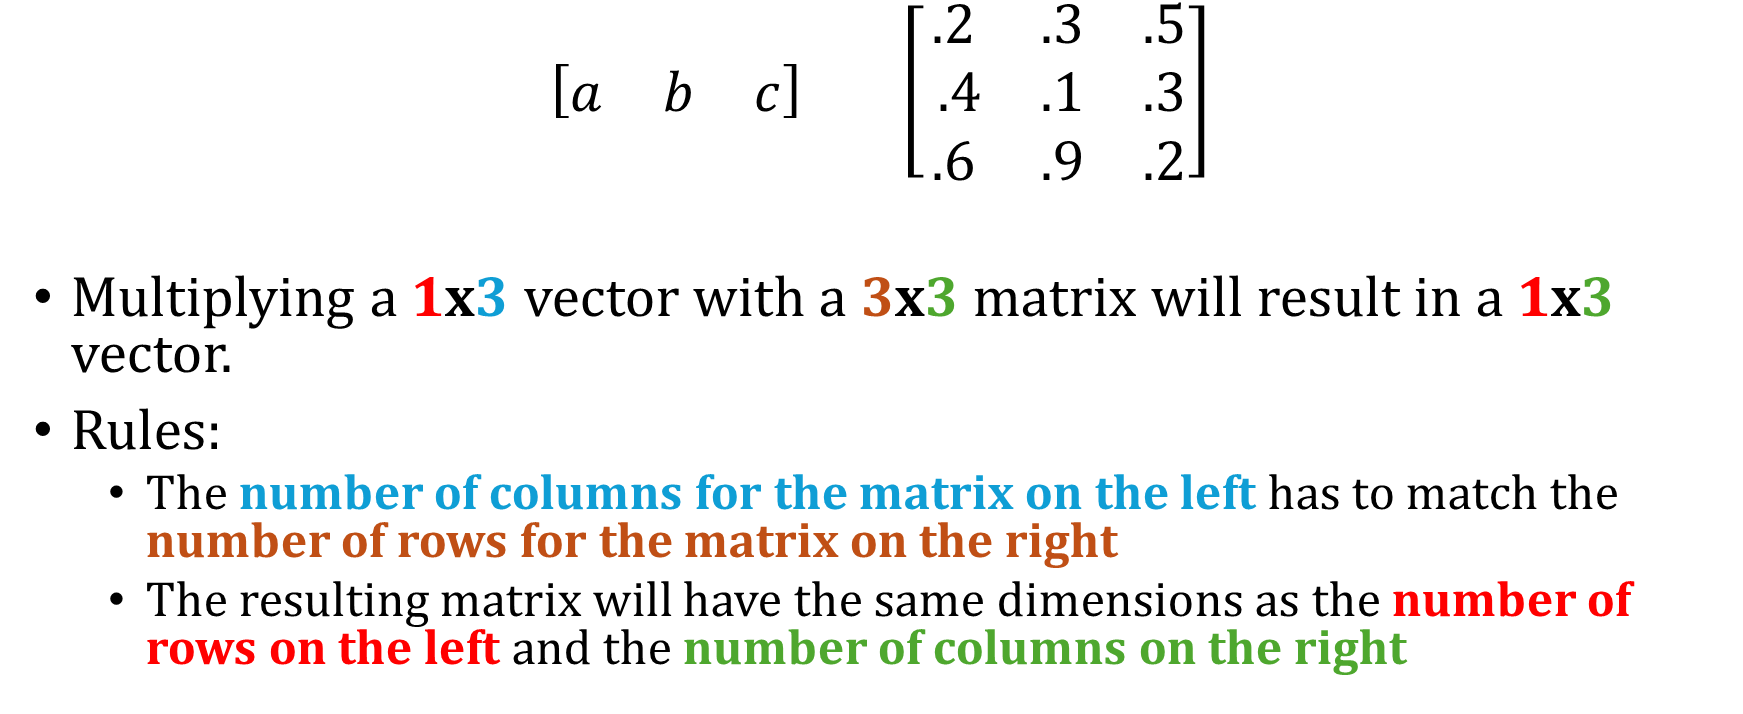 [a b c] [.2 .3 .5
.4 .1 .3
.6 .9 .2]
• Multiplying a 1x3 vector with a 3x3 matrix will result in a 1x3
vector.
• Rules:
• The number of columns for the matrix on the left has to match the
number of rows for the matrix on the right
• The resulting matrix will have the same dimensions as the number of
rows on the left and the number of columns on the right